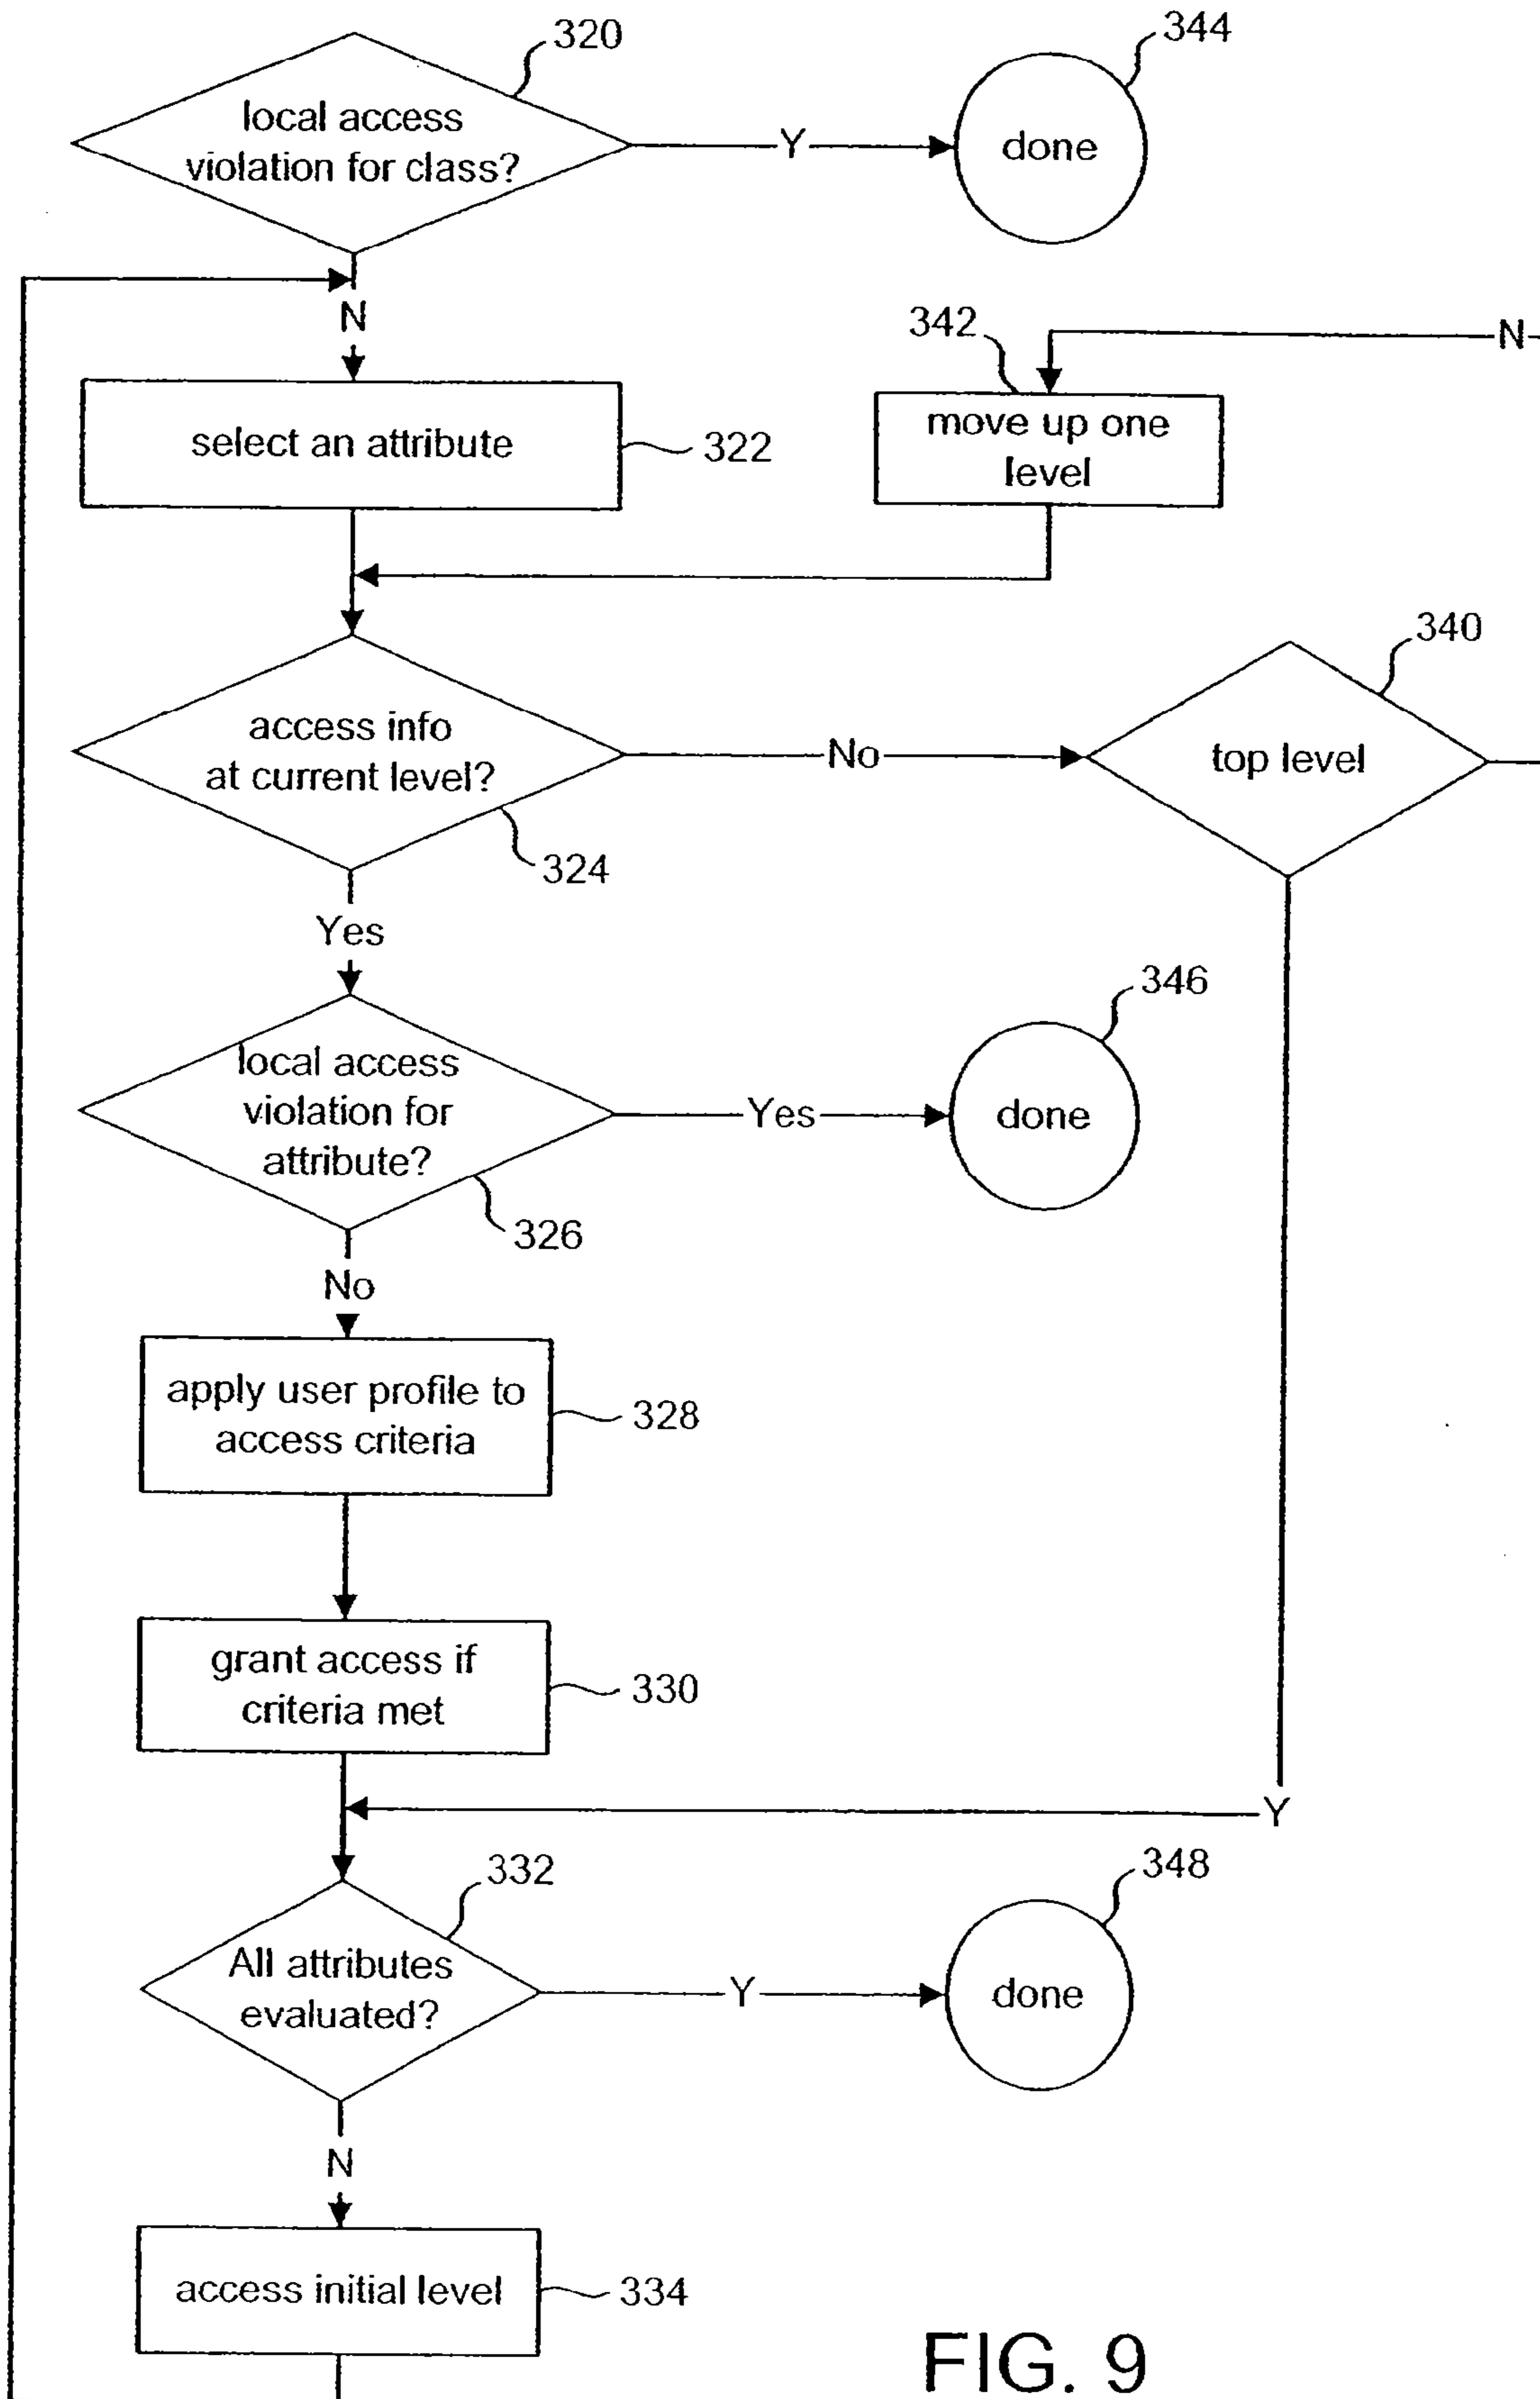 320
local access
violation for class?
Y
344
done
N
342
N
select an attribute
322
move up one
level
340
access info
at current level?
No
top level
324
Yes
346
local access
violation for
attribute?
Yes
done
326
No
apply user profile to
access criteria
328
grant access if
criteria met
330
Y
332
348
All attributes
evaluated?
Y
done
N
access initial level
334
FIG. 9